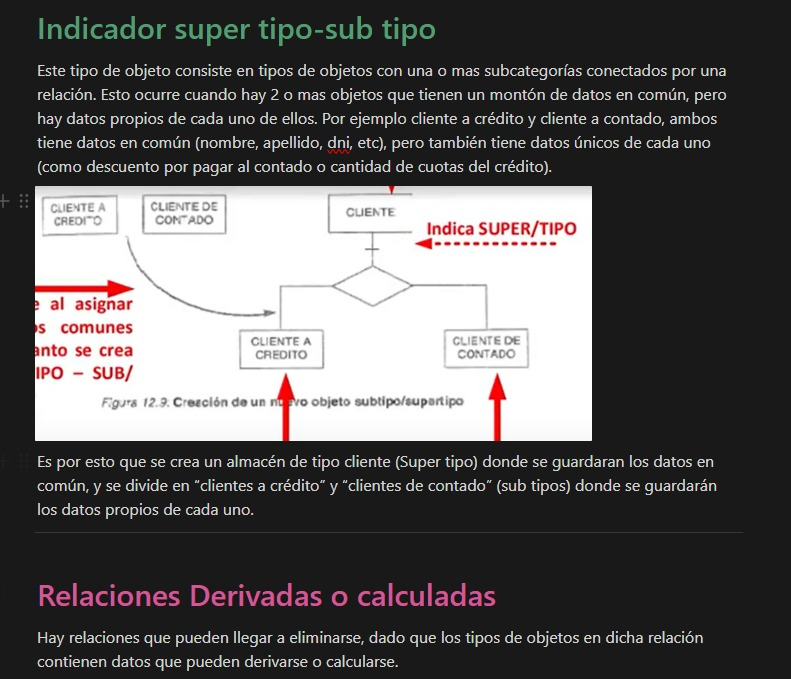 Indicador super tipo-sub tipo
Este tipo de objeto consiste en tipos de objetos con una o mas subcategorías conectados por una
relación. Esto ocurre cuando hay 2 o mas objetos que tienen un montón de datos en común, pero
hay datos propios de cada uno de ellos. Por ejemplo cliente a crédito y cliente a contado, ambos
tiene datos en común (nombre, apellido, dni, etc), pero también tiene datos únicos de cada uno
(como descuento por pagar al contado o cantidad de cuotas del crédito).
CLIENTE A
CREDITO
CLIENTE DE
CONTADO
CLIENTE
Indica SUPER/TIPO
e al asignar
s comunes
anto se crea
IPO – SUB/
CLIENTE A
CREDITO
CLIENTE DE
CONTADO
Figura 12.9: Creación de un nuevo objeto subtipo/supertipo
Es por esto que se crea un almacén de tipo cliente (Super tipo) donde se guardaran los datos en
común, y se divide en “clientes a crédito” y “clientes de contado” (sub tipos) donde se guardarán
los datos propios de cada uno.
Relaciones Derivadas o calculadas
Hay relaciones que pueden llegar a eliminarse, dado que los tipos de objetos en dicha relación
contienen datos que pueden derivarse o calcularse.